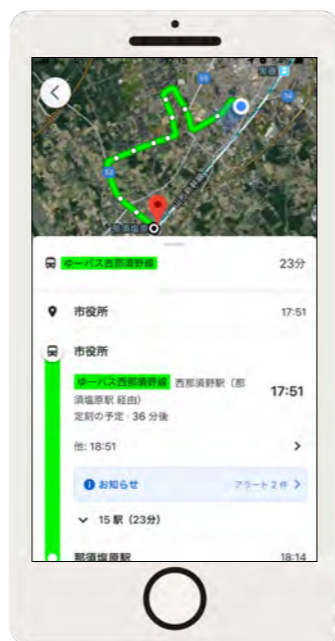 那須塩原
ゆーバス西那須野線 23分
市役所 17:51
市役所
ゆーバス西那須野線 西那須野駅（那
須塩原駅 経由） 17:51
定刻の予定・36 分後
他: 18:51
お知らせ アラート 2 件
15 駅（23分）
那須塩原駅 18:14